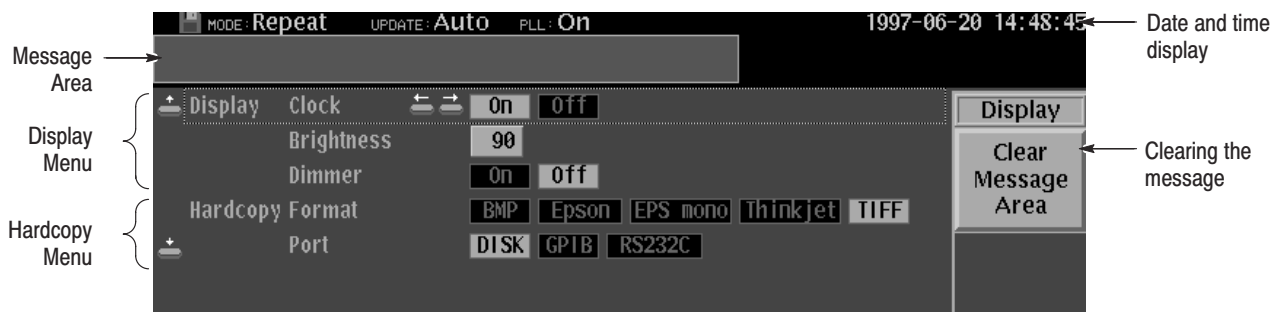 MODE: Repeat UPDATE: Auto PLL: On 1997-06-20 14:48:45
Date and time
display
Message
Area
Display Clock On Off
Display
Brightness 90
Dimmer On Off
Display
Menu
Clear
Message
Area
Clearing the
message
Hardcopy Format BMP Epson EPS mono Thinkjet TIFF
Port DISK GPIB RS232C
Hardcopy
Menu